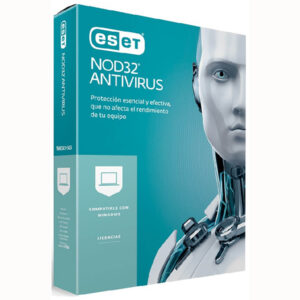 eseT
NOD32®
ANTIVIRUS
Protección esencial y efectiva,
que no afecta el rendimiento
de tu equipo
COMPATIBLE CON
WINDOWS
LICENCIAS